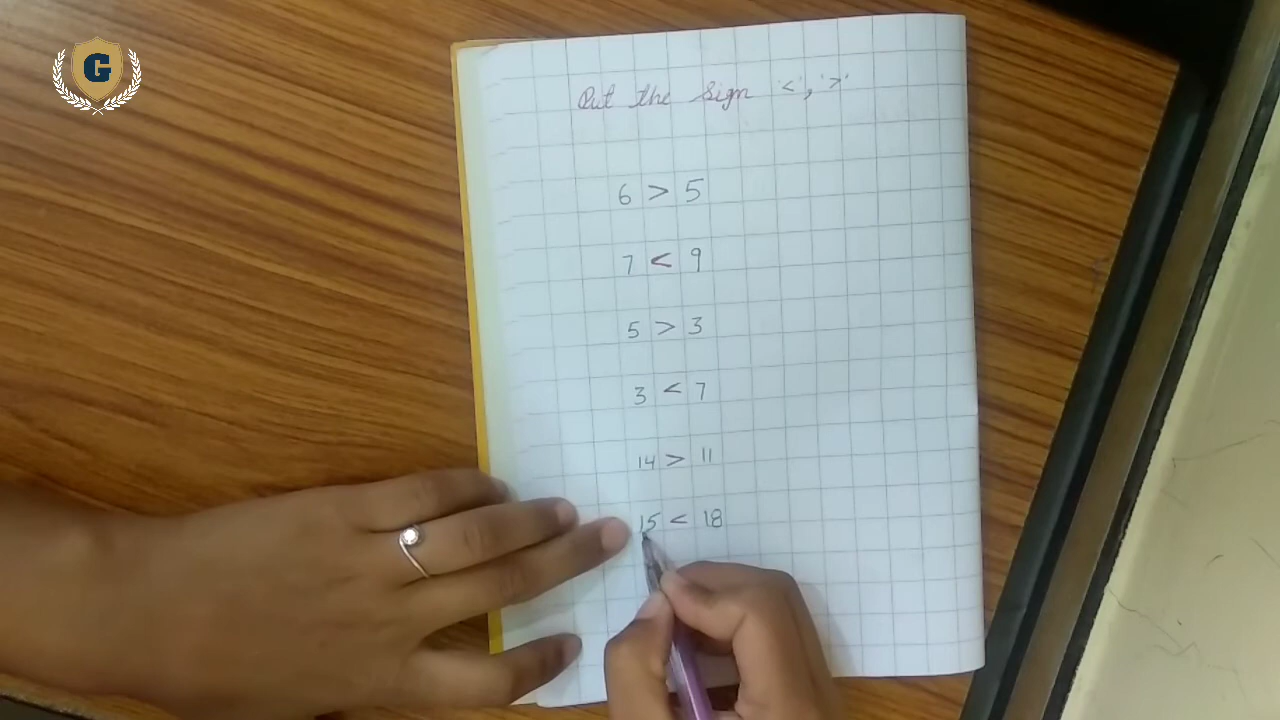 G
Put the Sign '<', '>'
6 > 5
7 < 9
5 > 3
3 < 7
14 > 11
15 < 18